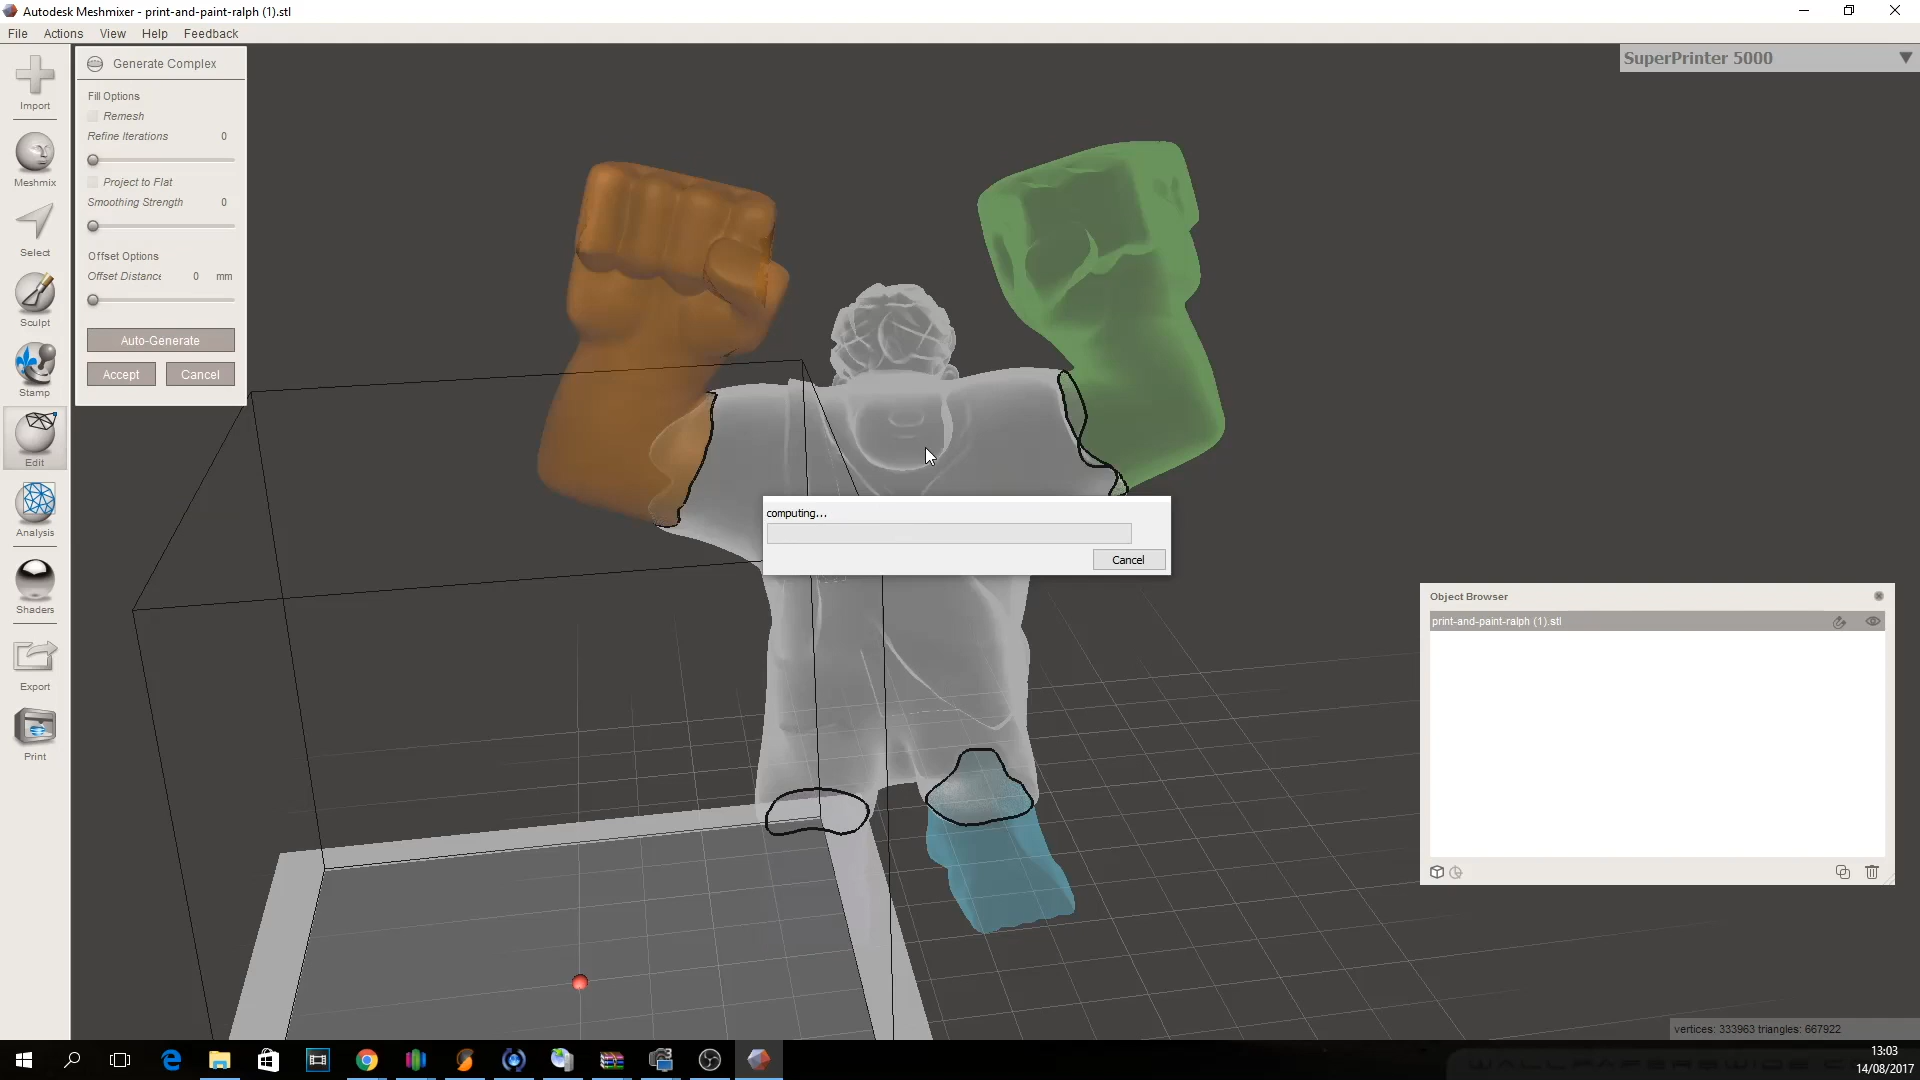 Autodesk Meshmixer - print-and-paint-ralph (1).stl
File Actions View Help Feedback
Import
Meshmix
Select
Sculpt
Stamp
Edit
Analysis
Shaders
Export
Print
Generate Complex
Fill Options
Remesh
Refine Iterations 0
Project to Flat
Smoothing Strength 0
Offset Options
Offset Distance 0 mm
Auto-Generate
Accept Cancel
SuperPrinter 5000
computing...
Cancel
Object Browser
print-and-paint-ralph (1).stl
vertices: 333963 triangles: 667922
13:03
14/08/2017